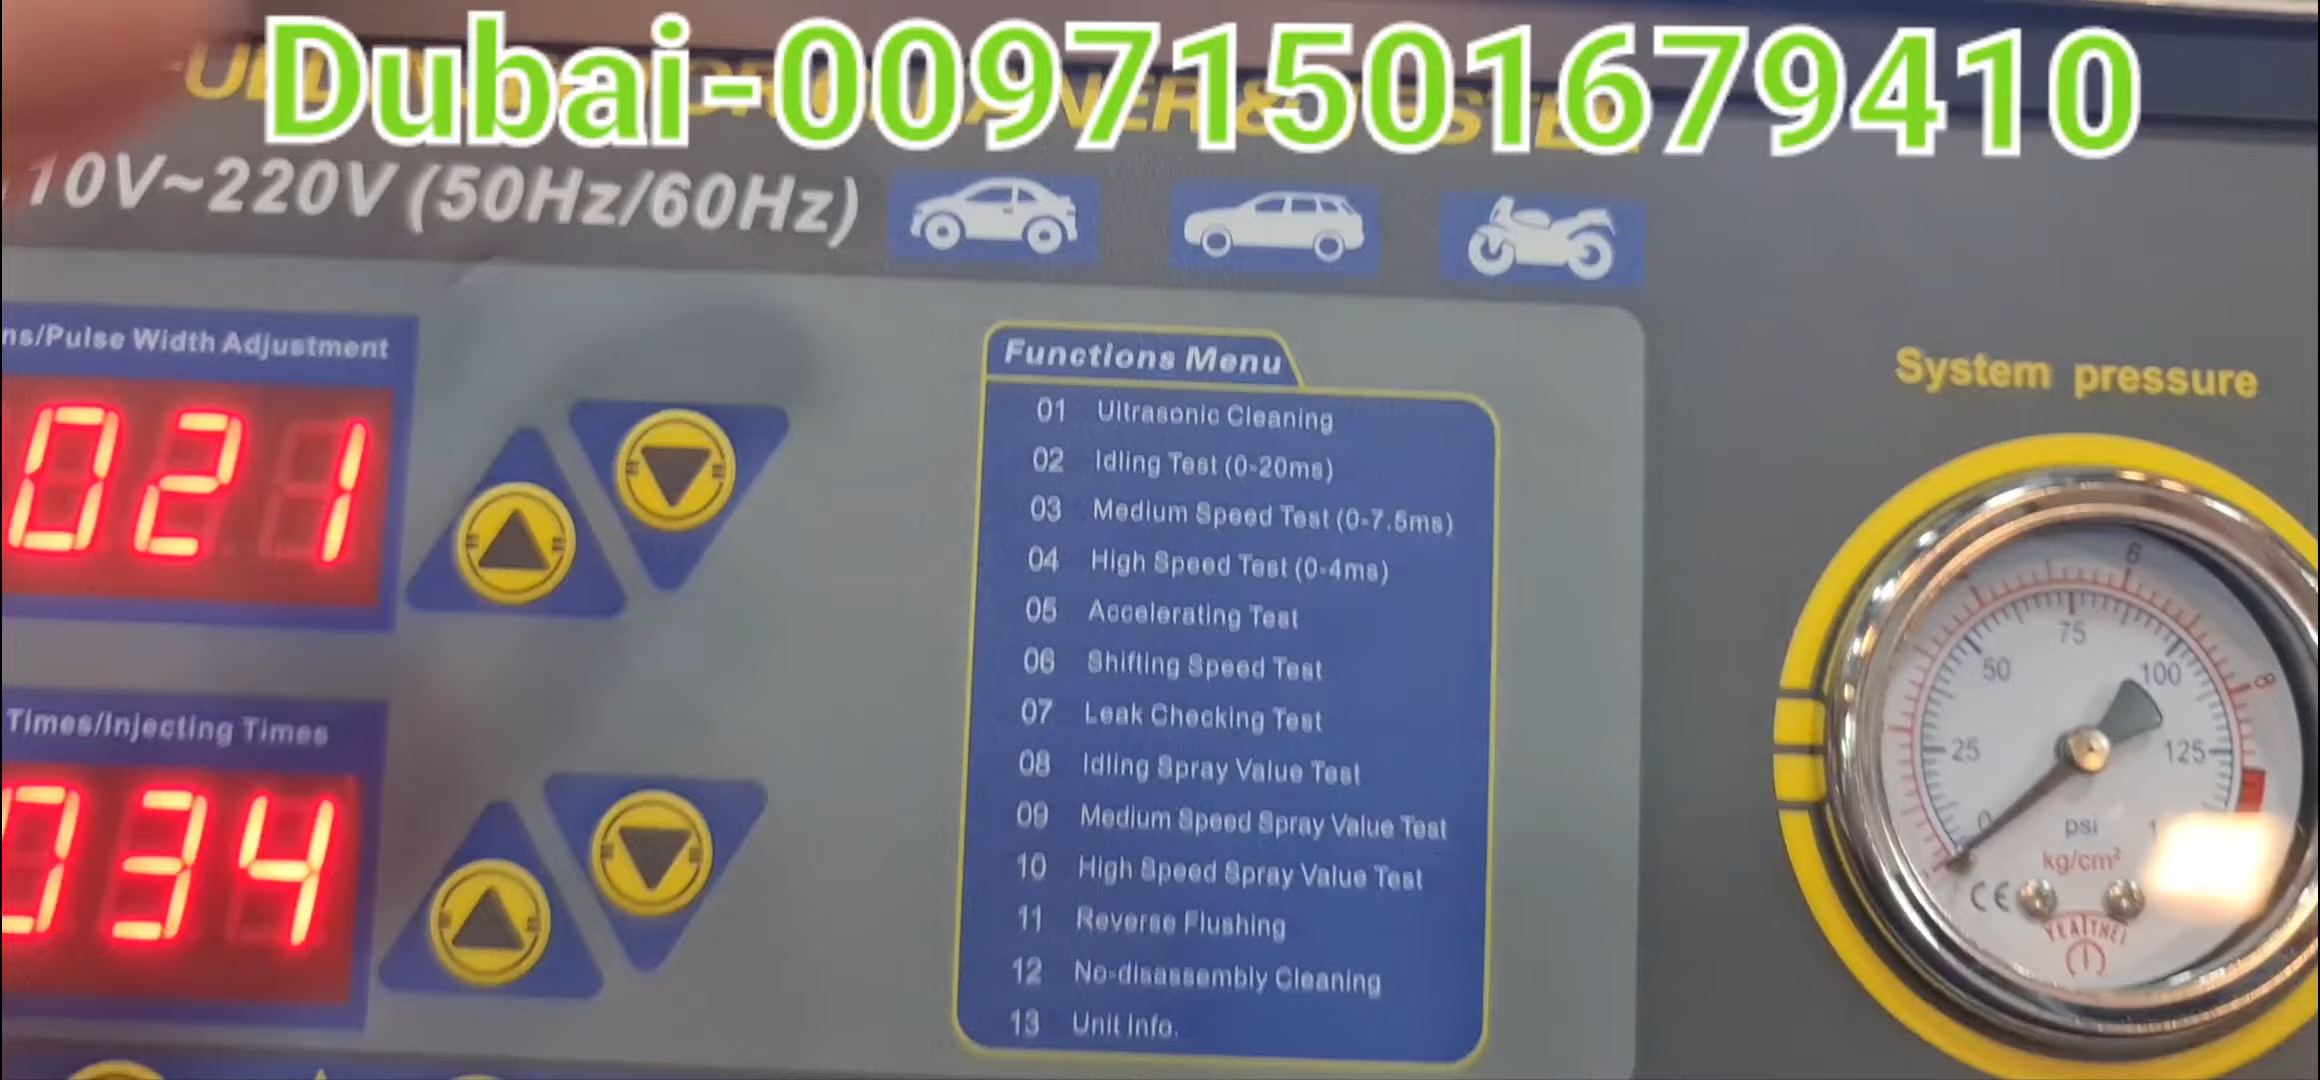 Dubai-00971501679410
10V~220V (50Hz/60Hz)
ns/Pulse Width Adjustment
021
Times/Injecting Times
034
Functions Menu
01 Ultrasonic Cleaning
02 Idling Test (0-20ms)
03 Medium Speed Test (0-7.5ms)
04 High Speed Test (0-4ms)
05 Accelerating Test
06 Shifting Speed Test
07 Leak Checking Test
08 Idling Spray Value Test
09 Medium Speed Spray Value Test
10 High Speed Spray Value Test
11 Reverse Flushing
12 No-disassembly Cleaning
13 Unit Info.
System pressure
6
75
50
100
8
25
125
0
psi
kg/cm²
CE